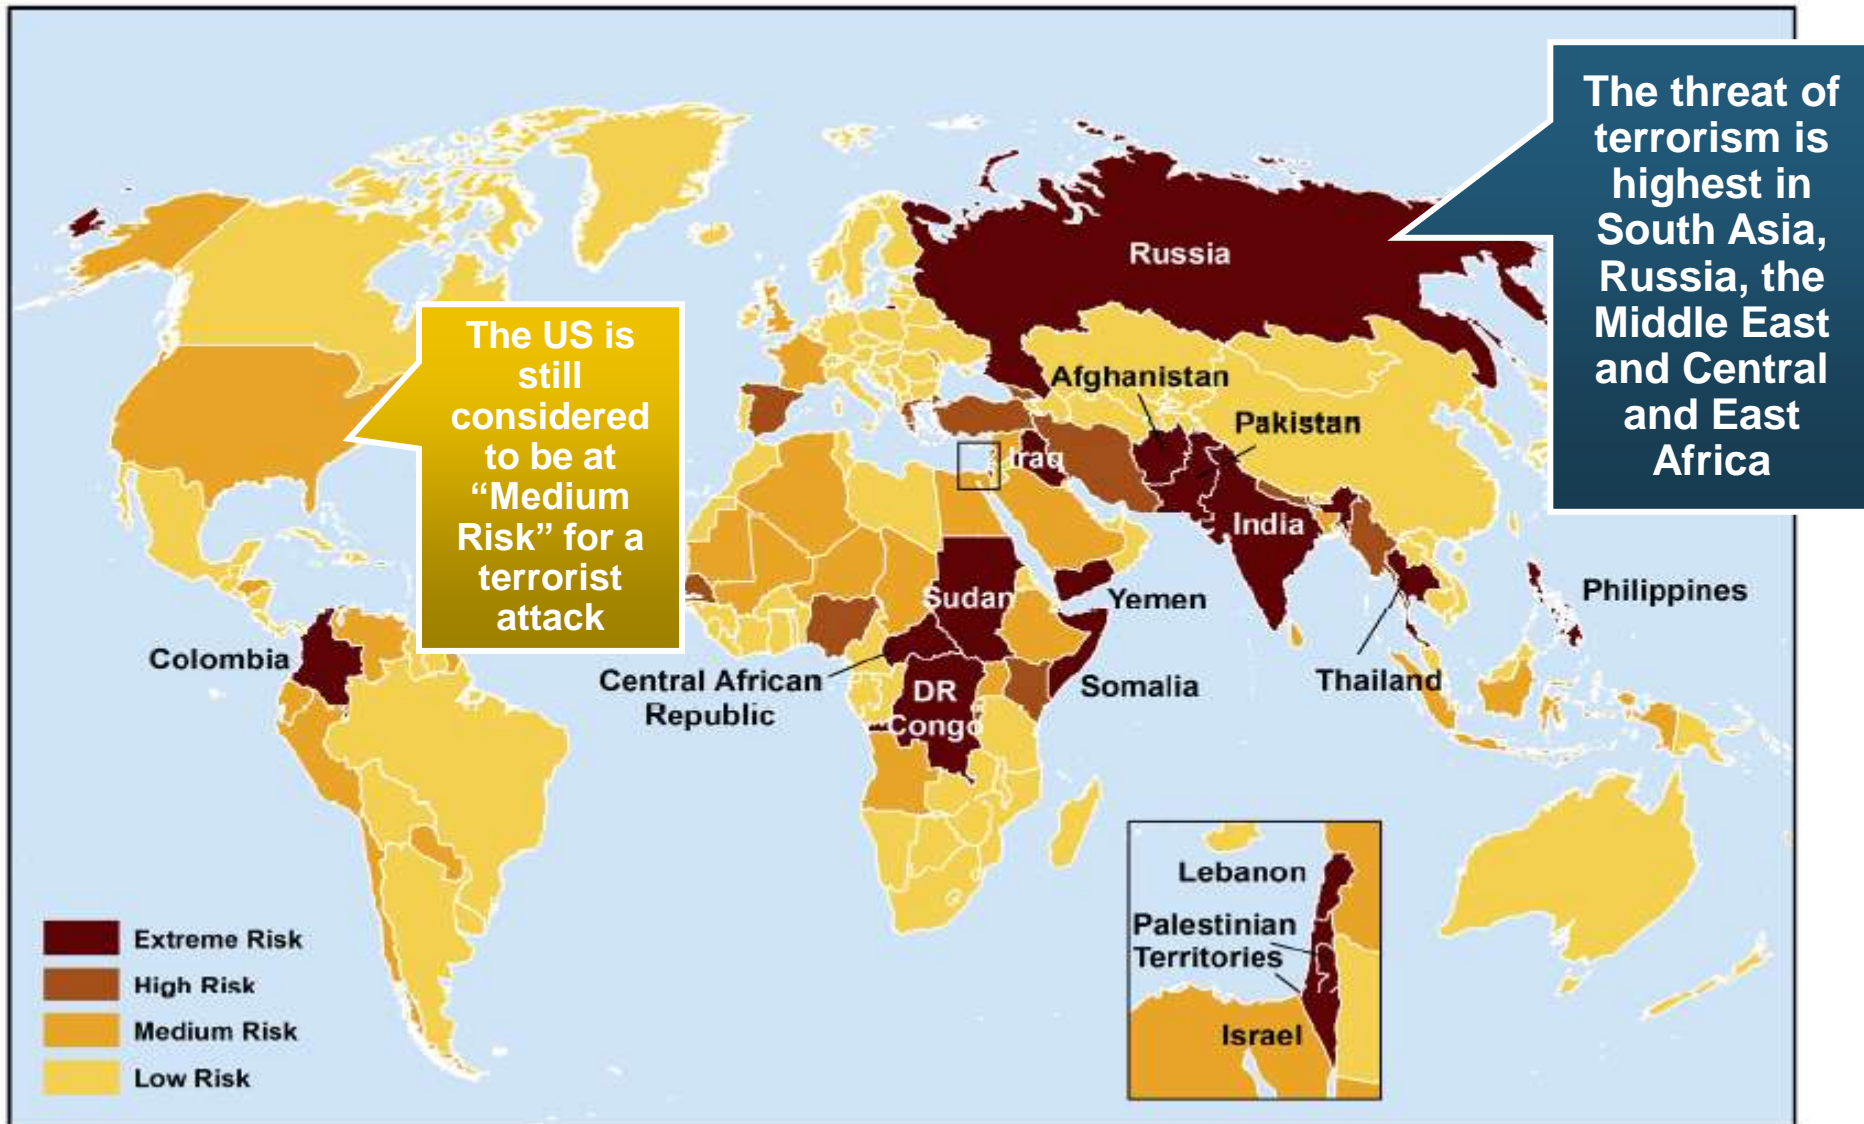 The threat of
terrorism is
highest in
South Asia,
Russia, the
Middle East
and Central
and East
Africa
The US is
still
considered
to be at
“Medium
Risk” for a
terrorist
attack
Russia
Afghanistan
Pakistan
Iraq
India
Sudan
Yemen
Philippines
Colombia
Central African
Republic
DR
Congo
Somalia
Thailand
Lebanon
Palestinian
Territories
Israel
Extreme Risk
High Risk
Medium Risk
Low Risk